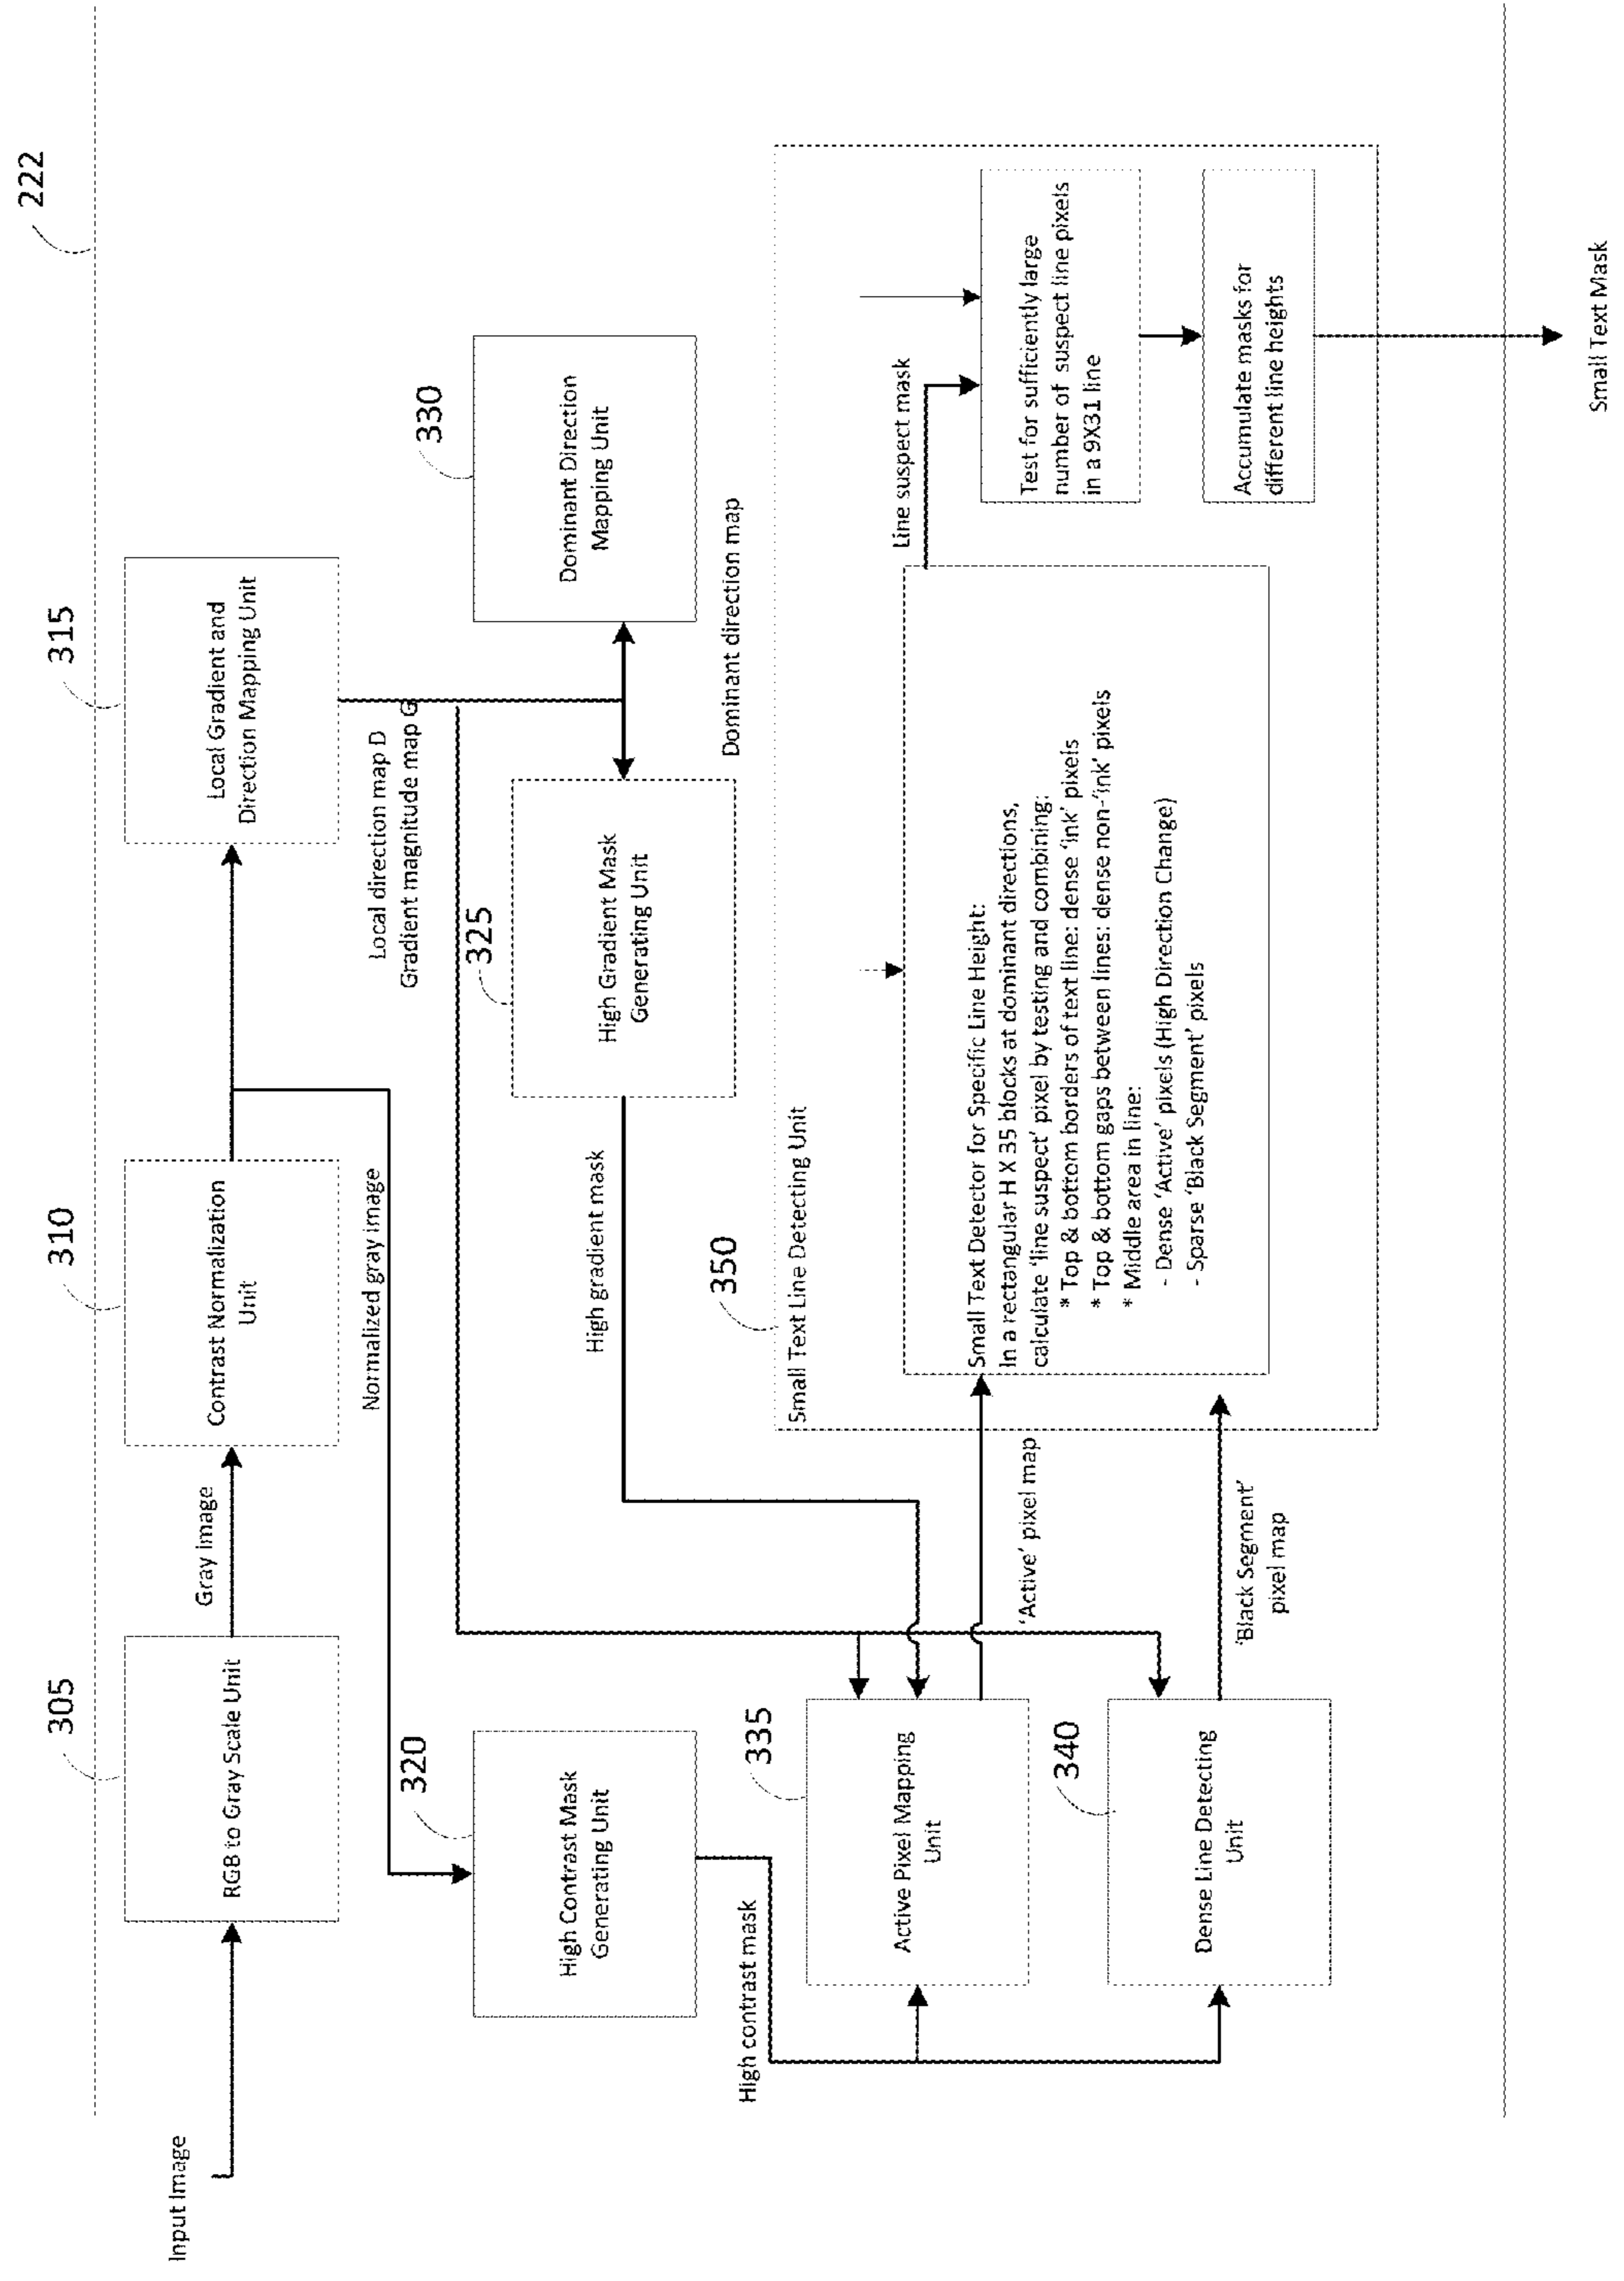 222
305
310
315
Input Image
RGB to Gray Scale Unit
Gray image
Contrast Normalization
Unit
Local Gradient and
Direction Mapping Unit
Normalized gray image
Local direction map D
Gradient magnitude map G
320
325
330
High Contrast Mask
Generating Unit
High Gradient Mask
Generating Unit
Dominant Direction
Mapping Unit
High gradient mask
Dominant direction map
High contrast mask
335
350
Small Text Line Detecting Unit
Active Pixel Mapping
Unit
'Active' pixel map
Line suspect mask
Small Text Detector for Specific Line Height:
In a rectangular H X 35 blocks at dominant directions,
calculate 'line suspect' pixel by testing and combining:
* Top & bottom borders of text line: dense 'ink' pixels
* Top & bottom gaps between lines: dense non-'ink' pixels
* Middle area in line:
- Dense 'Active' pixels (High Direction Change)
- Sparse 'Black Segment' pixels
Test for sufficiently large
number of suspect line pixels
in a 9X31 line
340
Dense Line Detecting
Unit
'Black Segment'
pixel map
Accumulate masks for
different line heights
Small Text Mask